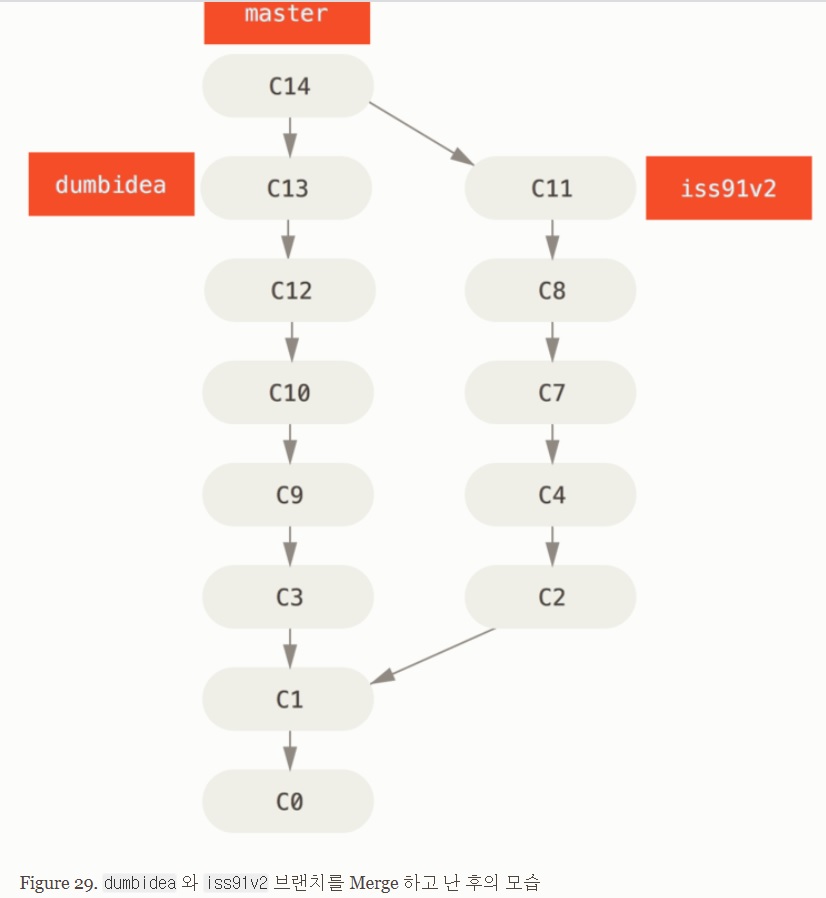 master
C14
dumbidea
C13
C11
iss91v2
C12
C8
C10
C7
C9
C4
C3
C2
C1
C0
Figure 29. dumbidea 와 iss91v2 브랜치를 Merge 하고 난 후의 모습